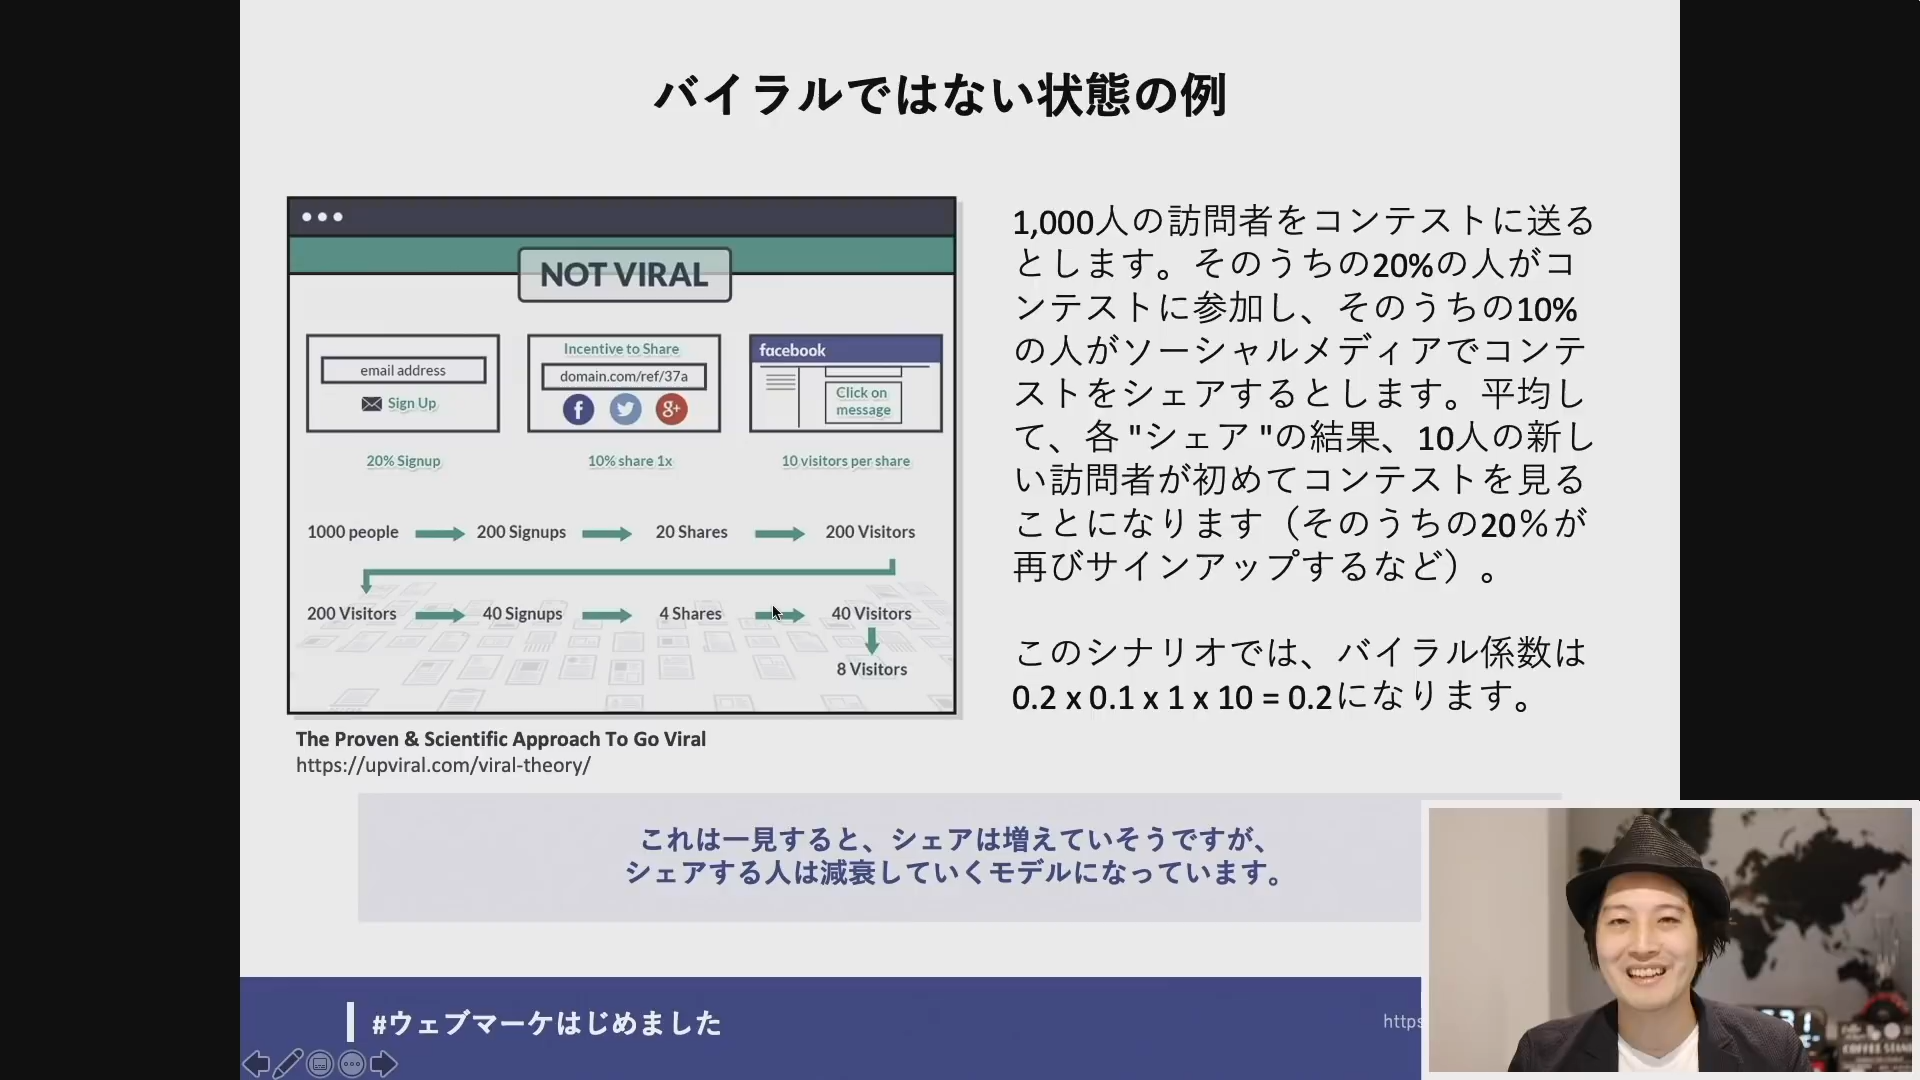 バイラルではない状態の例
NOT VIRAL
email address
Sign Up
20% Signup
Incentive to Share
domain.com/ref/37a
f
g+
10% share 1x
facebook
Click on
message
10 visitors per share
1000 people
200 Signups
20 Shares
200 Visitors
200 Visitors
40 Signups
4 Shares
40 Visitors
8 Visitors
The Proven & Scientific Approach To Go Viral
https://upviral.com/viral-theory/
1,000人の訪問者をコンテストに送る
とします。そのうちの20%の人がコ
ンテストに参加し、そのうちの10%
の人がソーシャルメディアでコンテ
ストをシェアするとします。平均し
て、各 "シェア "の結果、10人の新し
い訪問者が初めてコンテストを見る
ことになります（そのうちの20％が
再びサインアップするなど）。
このシナリオでは、バイラル係数は
0.2 x 0.1 x 1 x 10 = 0.2になります。
これは一見すると、シェアは増えていそうですが、
シェアする人は減衰していくモデルになっています。
#ウェブマーケはじめました
https